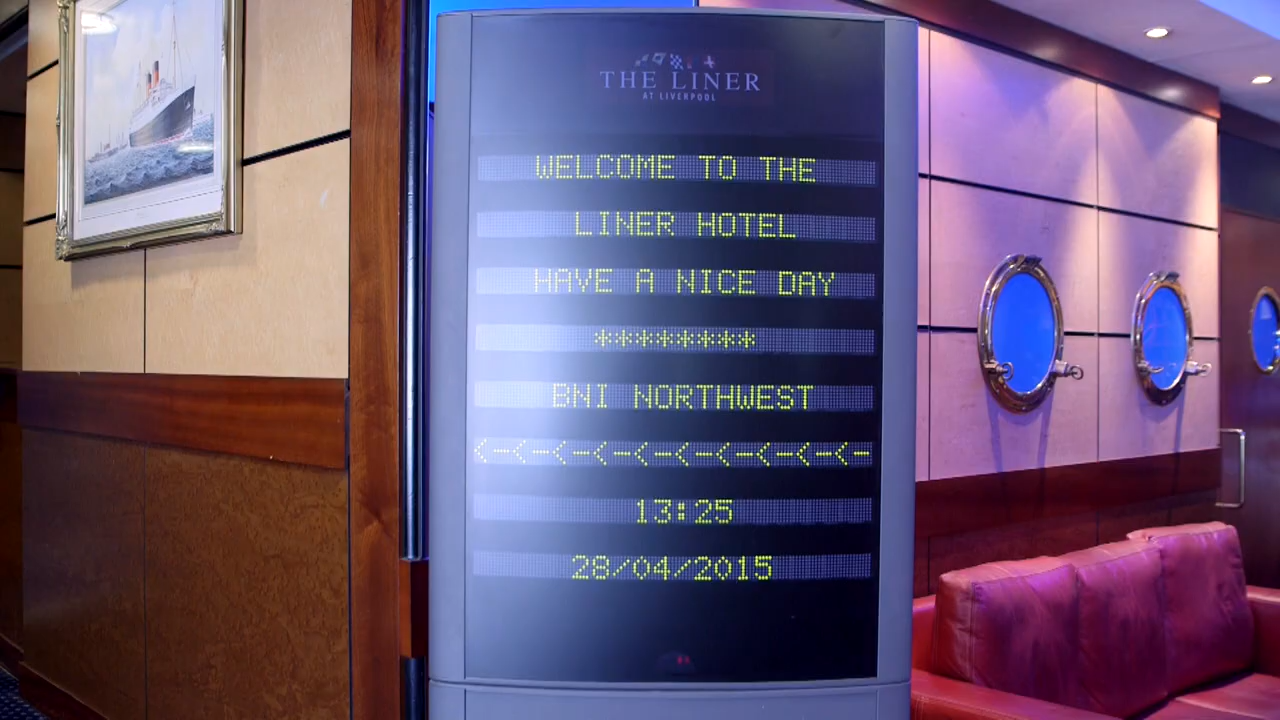 THE LINER
AT LIVERPOOL
WELCOME TO THE
LINER HOTEL
HAVE A NICE DAY
********
BNI NORTHWEST
<-<-<-<-<-<-<-<-<-<-
13:25
28/04/2015